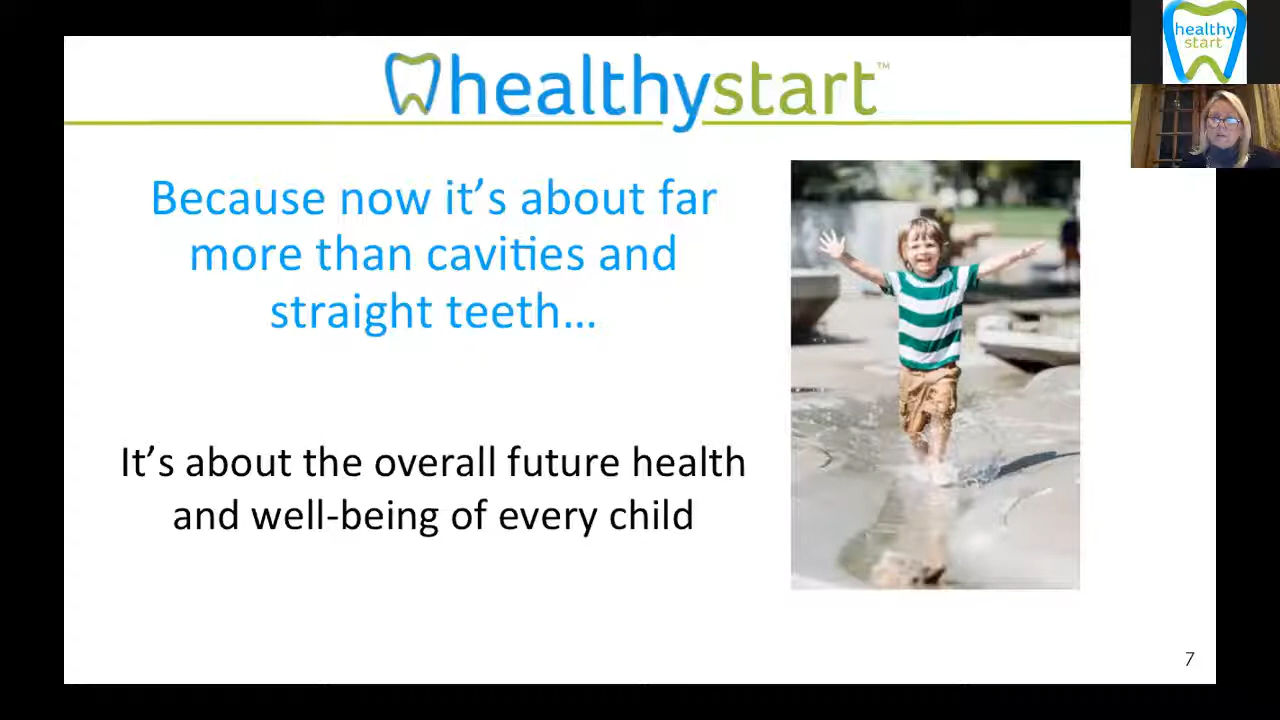 healthystart™
healthy
start
Because now it’s about far
more than cavities and
straight teeth...
It’s about the overall future health
and well-being of every child
7